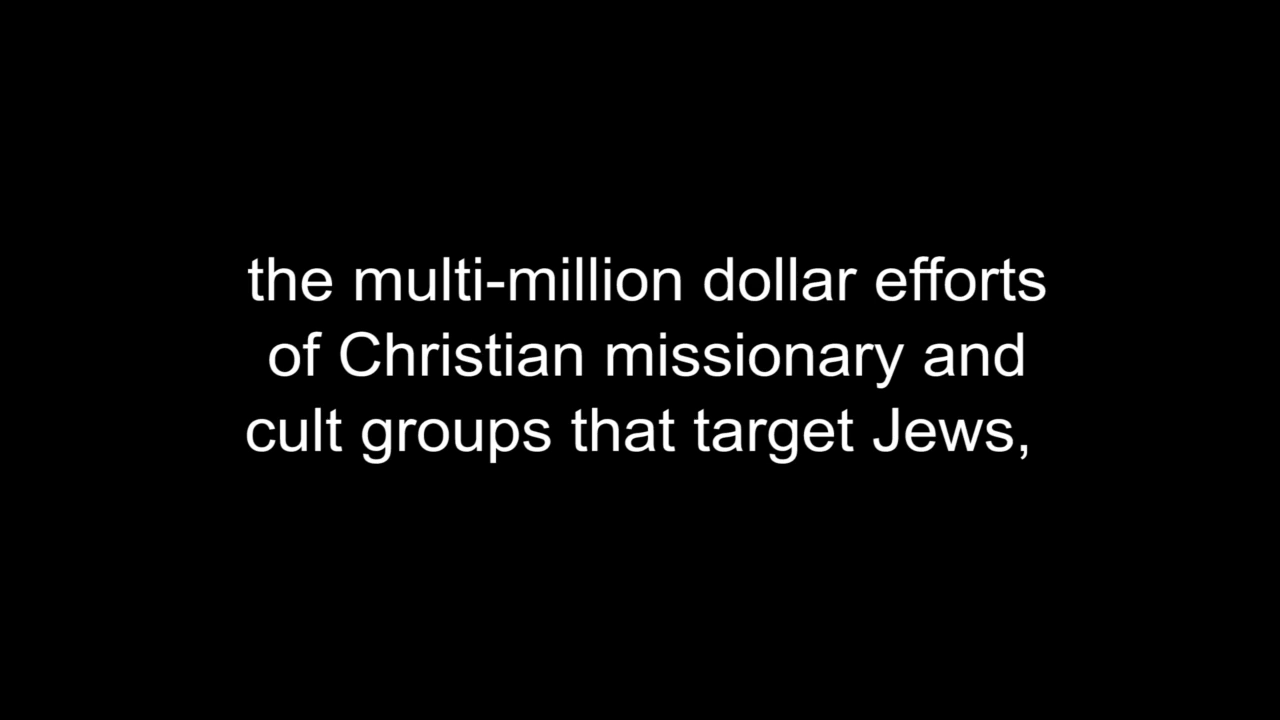 the multi-million dollar efforts
of Christian missionary and
cult groups that target Jews,